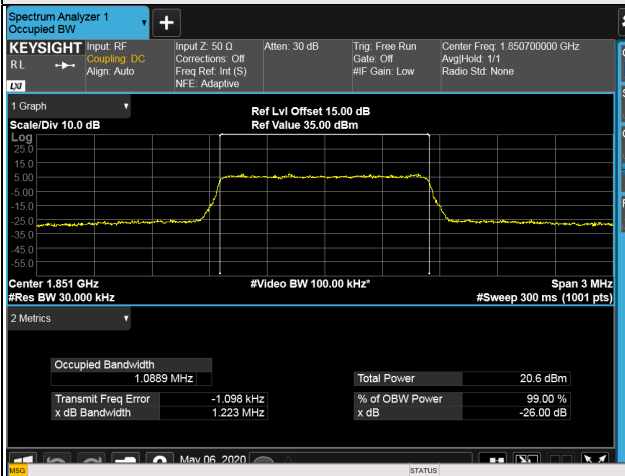 Spectrum Analyzer 1
Occupied BW
KEYSIGHT
Input: RF
Coupling: DC
Align: Auto
Input Z: 50 Ω
Corrections: Off
Freq Ref: Int (S)
NFE: Adaptive
Atten: 30 dB
Trig: Free Run
Gate: Off
#IF Gain: Low
Center Freq: 1.850700000 GHz
Avg|Hold: 1/1
Radio Std: None
RL
LXI
1 Graph
Scale/Div 10.0 dB
Ref Lvl Offset 15.00 dB
Ref Value 35.00 dBm
Log
25.0
15.0
5.00
-5.00
-15.0
-25.0
-35.0
-45.0
-55.0
Center 1.851 GHz
#Video BW 100.00 kHz*
Span 3 MHz
#Res BW 30.000 kHz
#Sweep 300 ms (1001 pts)
2 Metrics
Occupied Bandwidth
1.0889 MHz
Total Power 20.6 dBm
Transmit Freq Error -1.098 kHz
% of OBW Power 99.00 %
x dB Bandwidth 1.223 MHz
x dB -26.00 dB
May 06, 2020
MSG
STATUS